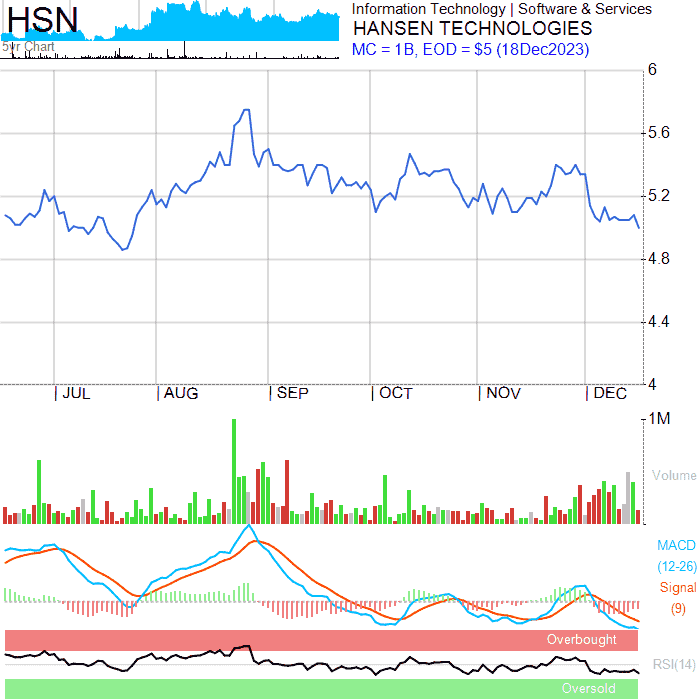 HSN
5yr Chart
Information Technology | Software & Services
HANSEN TECHNOLOGIES
MC = 1B, EOD = $5 (18Dec2023)
6
5.6
5.2
4.8
4.4
4
JUL
AUG
SEP
OCT
NOV
DEC
1M
Volume
MACD
(12-26)
Signal
(9)
Overbought
RSI(14)
Oversold